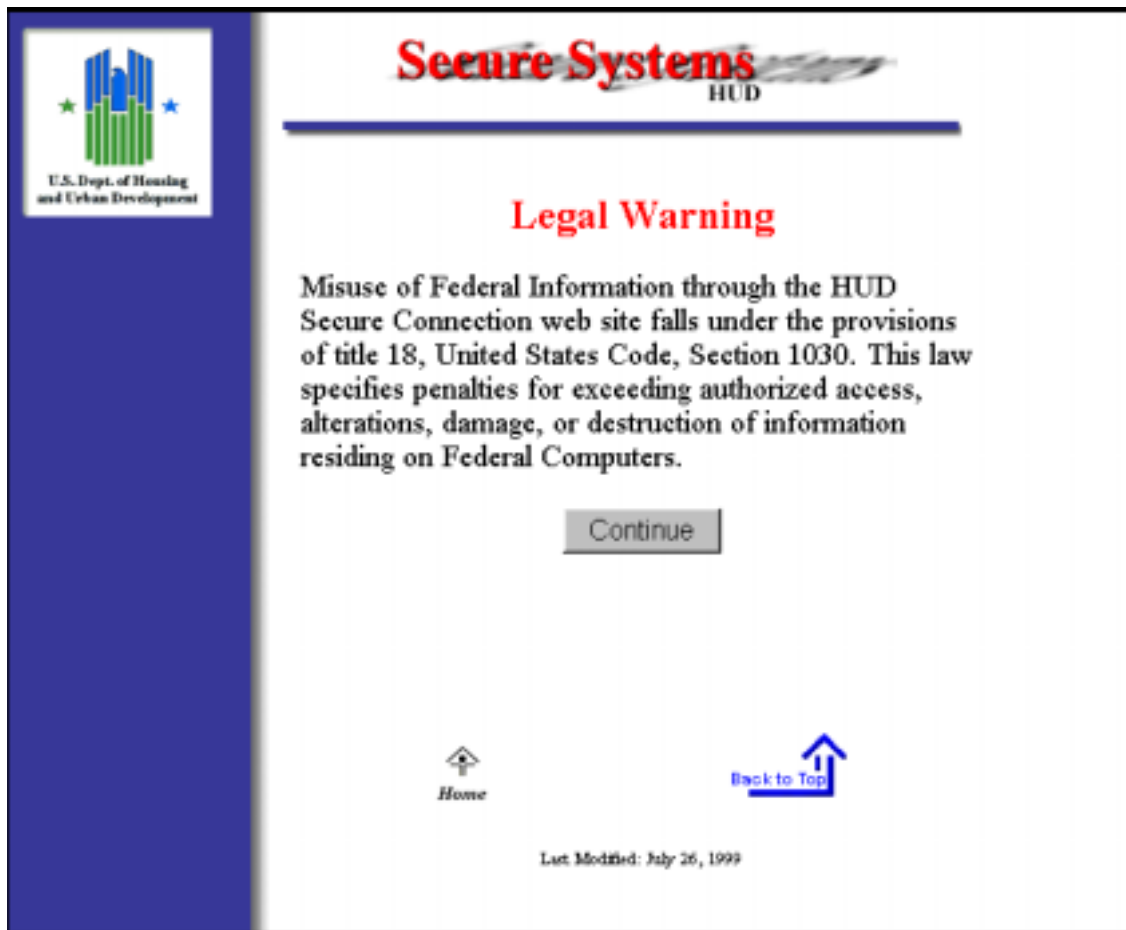 U.S. Dept. of Housing
and Urban Development
Secure Systems
HUD
Legal Warning
Misuse of Federal Information through the HUD
Secure Connection web site falls under the provisions
of title 18, United States Code, Section 1030. This law
specifies penalties for exceeding authorized access,
alterations, damage, or destruction of information
residing on Federal Computers.
Continue
Home
Back to Top
Last Modified: July 26, 1999